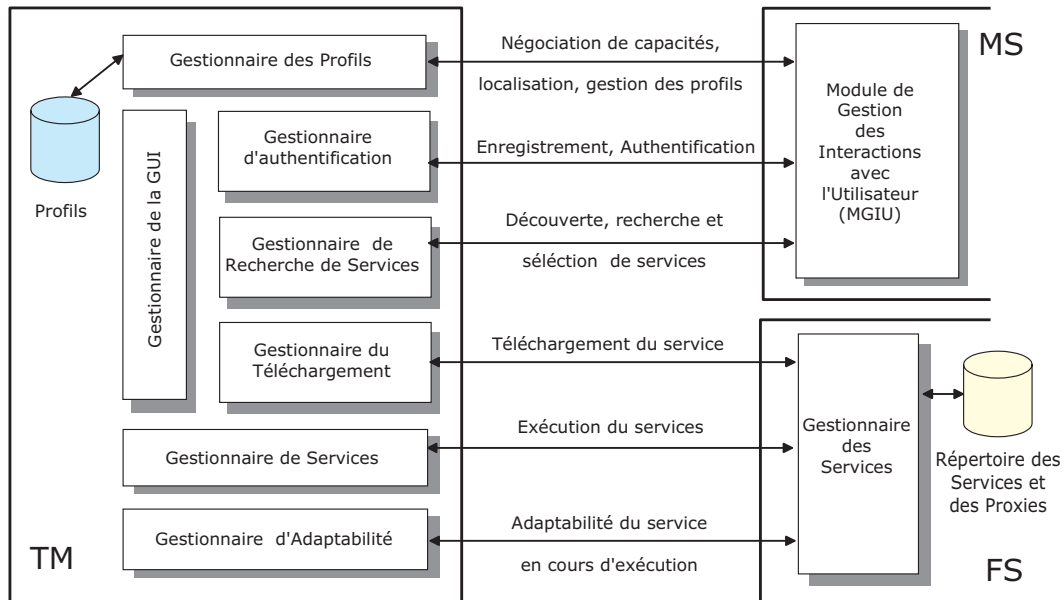 Gestionnaire des Profils
Profils
Gestionnaire de la GUI
Gestionnaire
d'authentification
Gestionnaire de
Recherche de Services
Gestionnaire du
Téléchargement
Gestionnaire de Services
Gestionnaire d'Adaptabilité
TM
Négociation de capacités,
localisation, gestion des profils
Enregistrement, Authentification
Découverte, recherche et
séléction de services
Téléchargement du service
Exécution du services
Adaptabilité du service
en cours d'exécution
MS
Module de
Gestion
des
Interactions
avec
l'Utilisateur
(MGIU)
Gestionnaire
des
Services
Répertoire des
Services et
des Proxies
FS